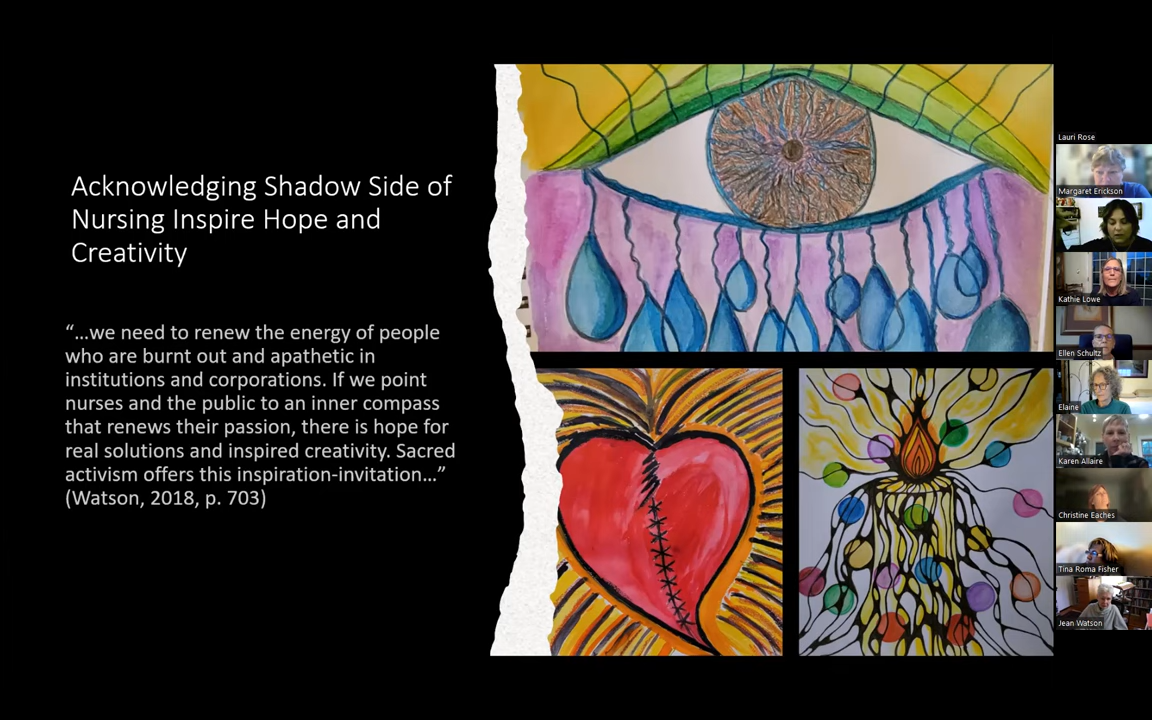 Acknowledging Shadow Side of
Nursing Inspire Hope and
Creativity
“…we need to renew the energy of people
who are burnt out and apathetic in
institutions and corporations. If we point
nurses and the public to an inner compass
that renews their passion, there is hope for
real solutions and inspired creativity. Sacred
activism offers this inspiration-invitation…”
(Watson, 2018, p. 703)
Lauri Rose
Margaret Erickson
Kathie Lowe
Ellen Schultz
Elaine
Karen Allaire
Christine Eaches
Tina Roma Fisher
Jean Watson